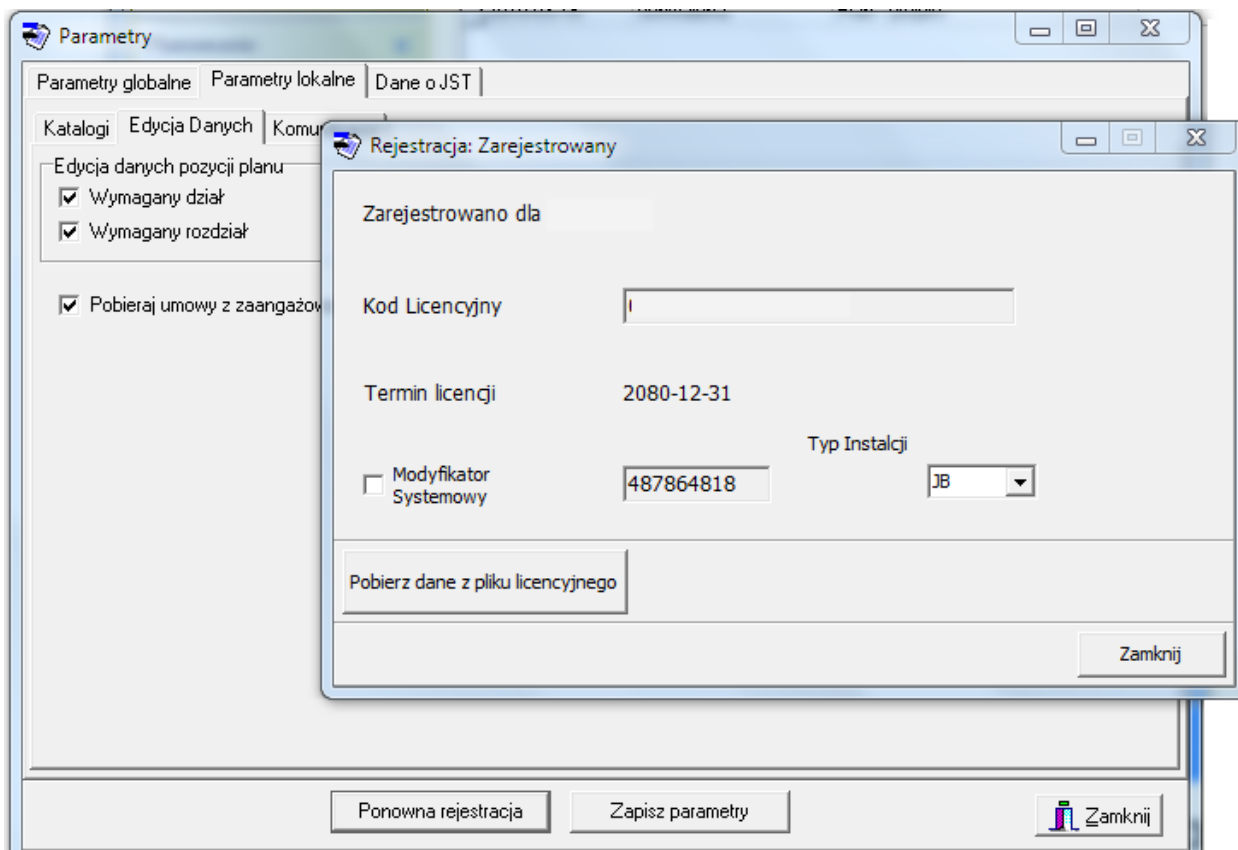 Parametry
Parametry globalne Parametry lokalne Dane o JST
Katalogi Edycja Danych
Edycja danych pozycji planu
Wymagany dział
Wymagany rozdział
Pobieraj umowy z
Rejestracja: Zarejestrowany
Zarejestrowano dla
Kod Licencyjny
Termin licencji 2080-12-31
Typ Instalcji
Modyfikator
Systemowy 487864818 JB
Pobierz dane z pliku licencyjnego
Zamknij
Ponowna rejestracja Zapisz parametry Zamknij